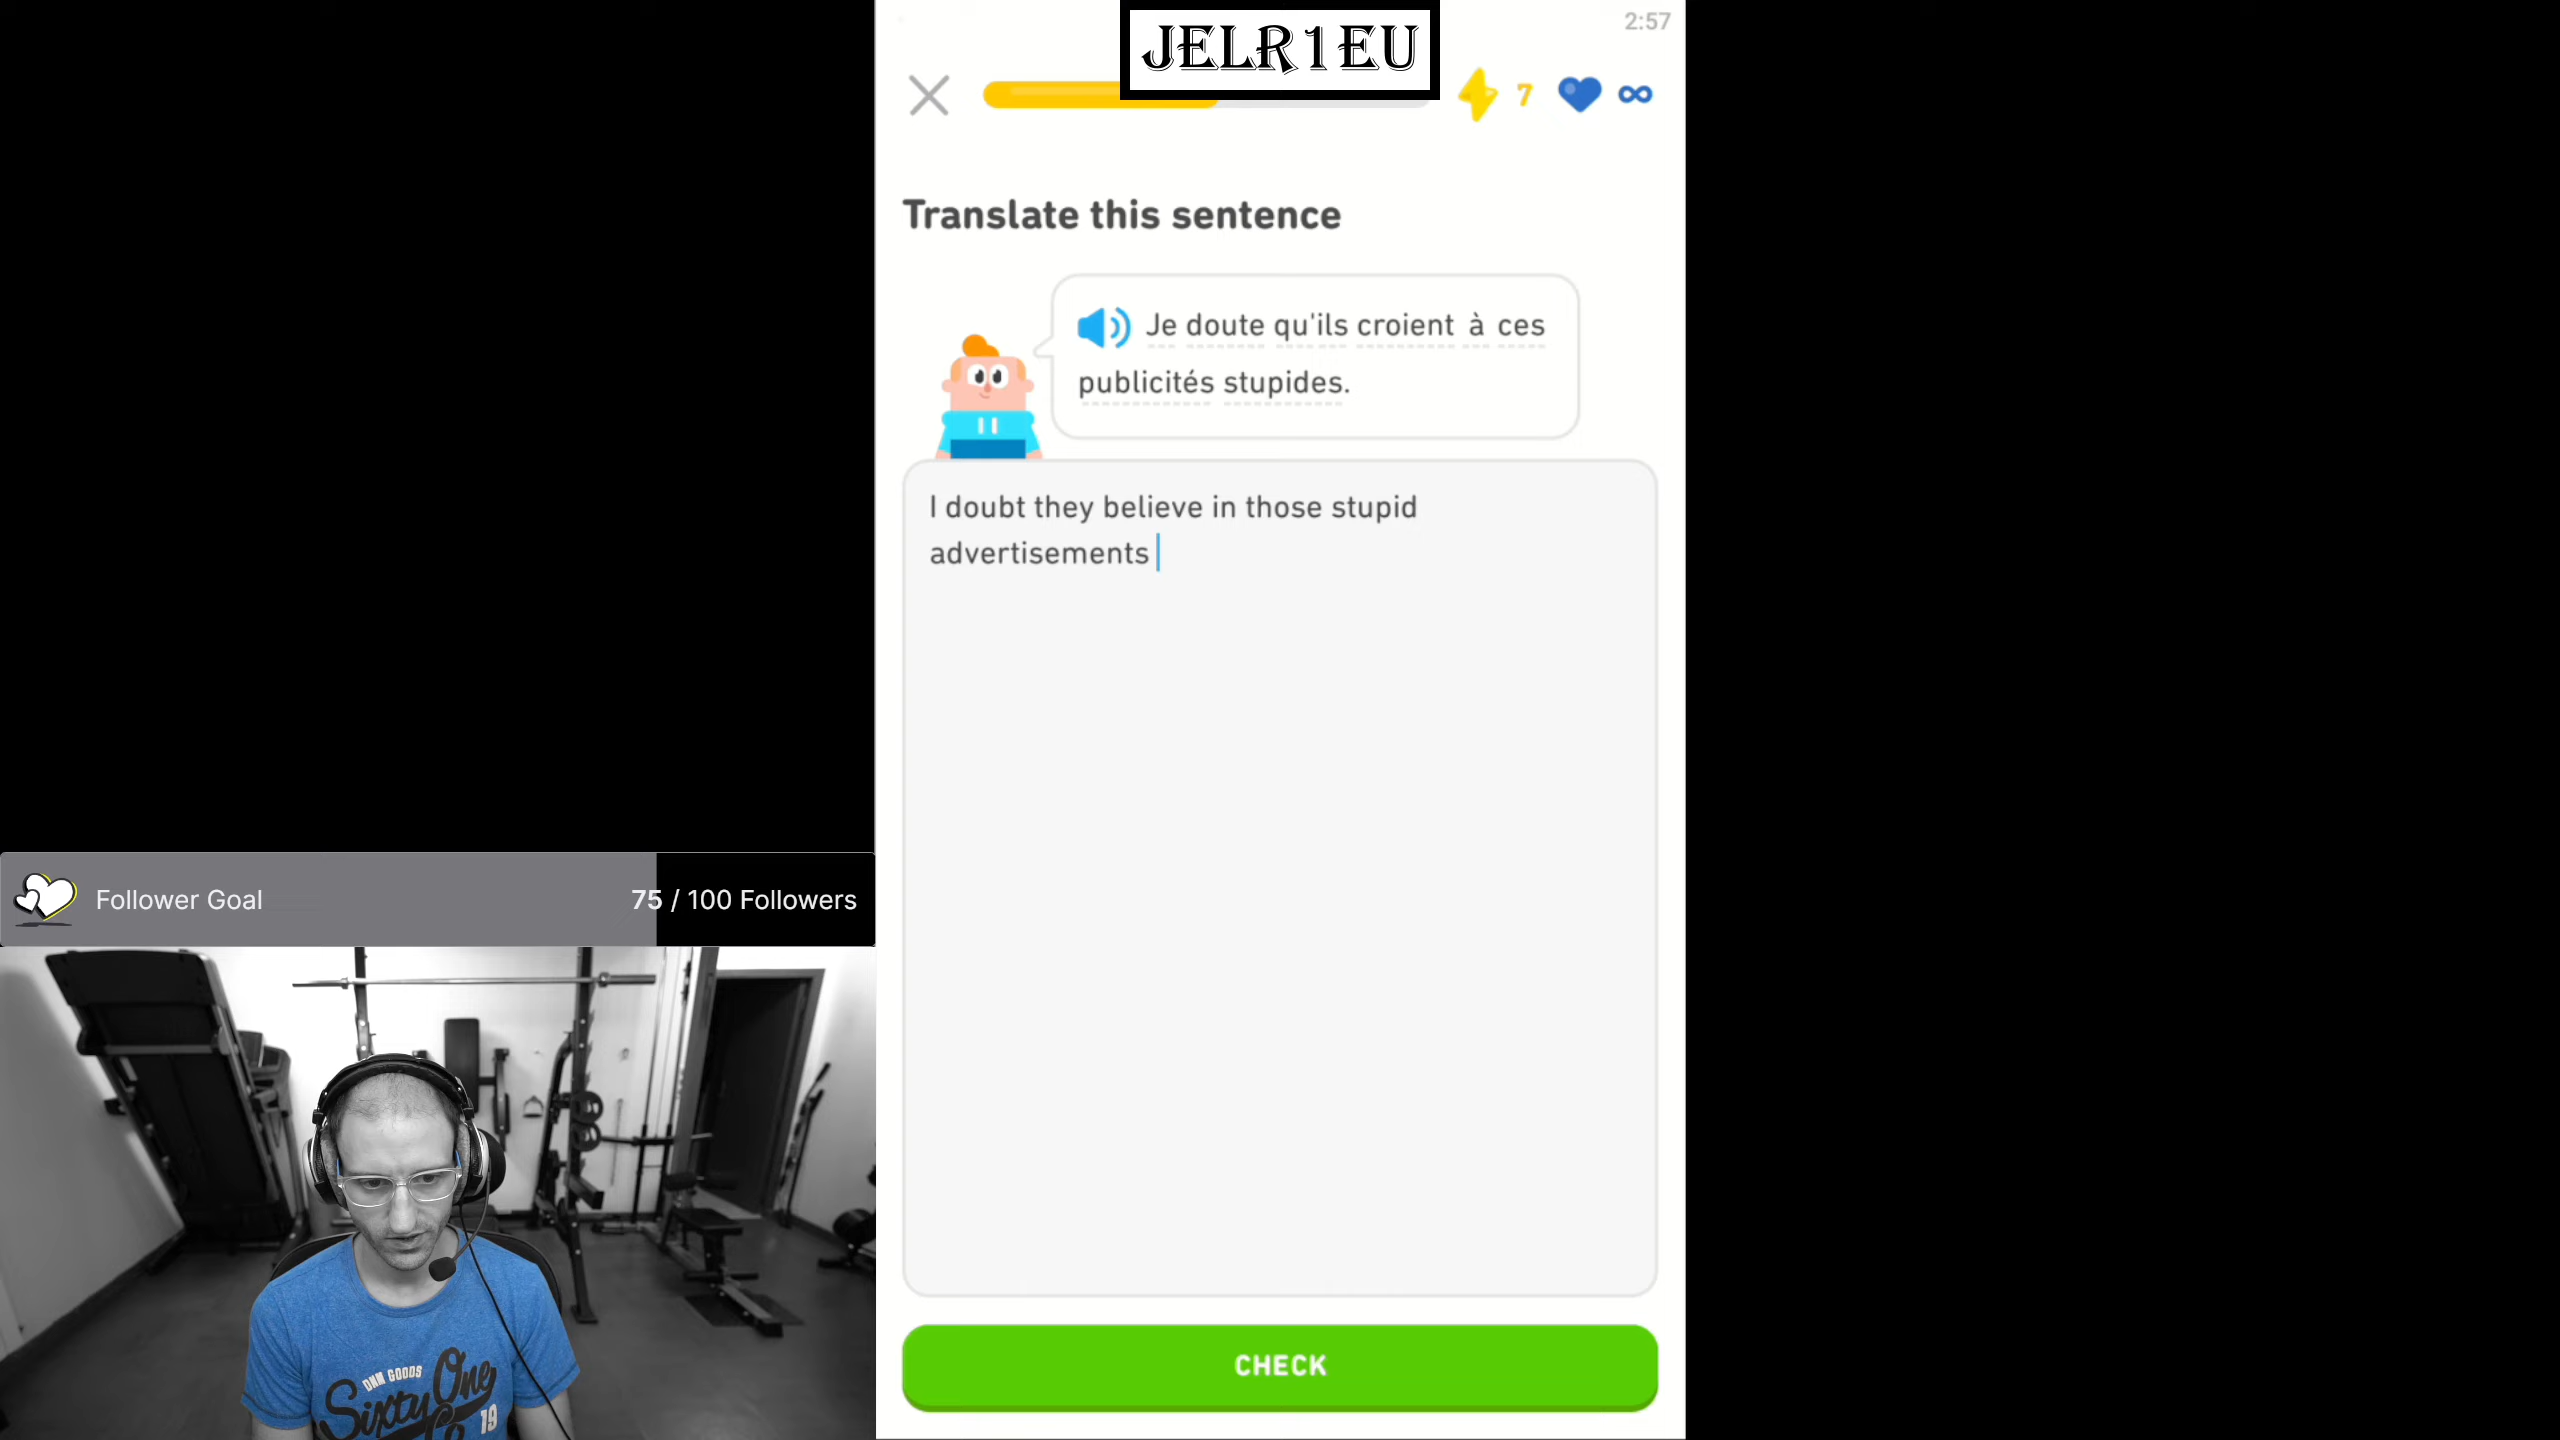 JELR1EU
2:57
7
∞
Translate this sentence
Je doute qu'ils croient à ces
publicités stupides.
I doubt they believe in those stupid
advertisements
Follower Goal
75 / 100 Followers
DNM GOODS
Sixty One
19
CHECK